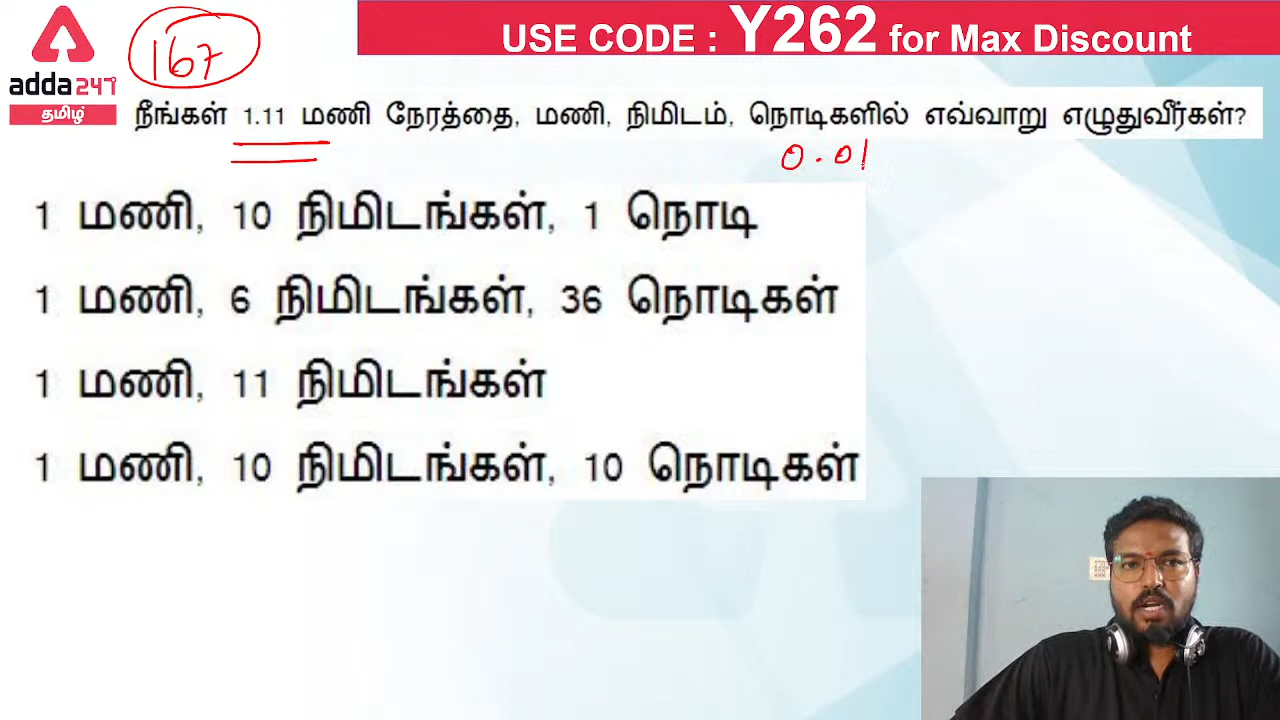 USE CODE : Y262 for Max Discount
167
adda247
தமிழ்
நீங்கள் 1.11 மணி நேரத்தை, மணி, நிமிடம், நொடிகளில் எவ்வாறு எழுதுவீர்கள்?
0.01
1 மணி, 10 நிமிடங்கள், 1 நொடி
1 மணி, 6 நிமிடங்கள், 36 நொடிகள்
1 மணி, 11 நிமிடங்கள்
1 மணி, 10 நிமிடங்கள், 10 நொடிகள்